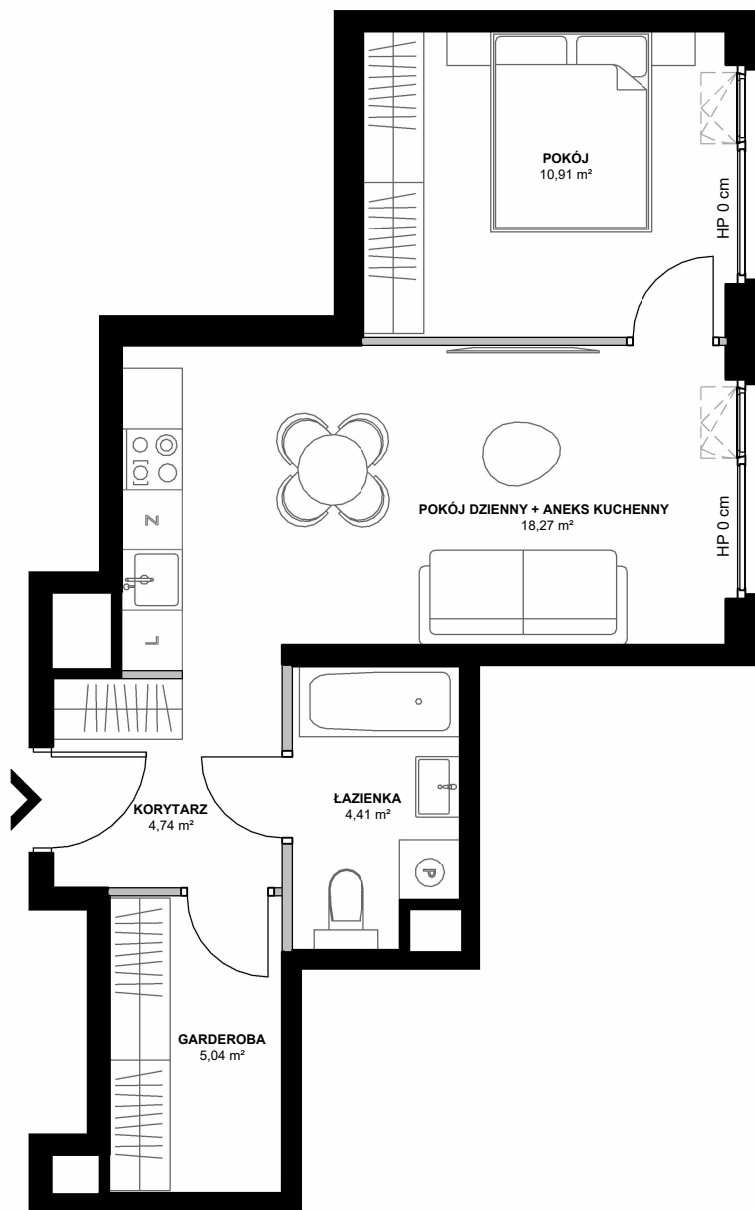 POKÓJ
10,91 m²
HP 0 cm
POKÓJ DZIENNY + ANEKS KUCHENNY
18,27 m²
HP 0 cm
Z
L
ŁAZIENKA
4,41 m²
KORYTARZ
4,74 m²
P
GARDEROBA
5,04 m²